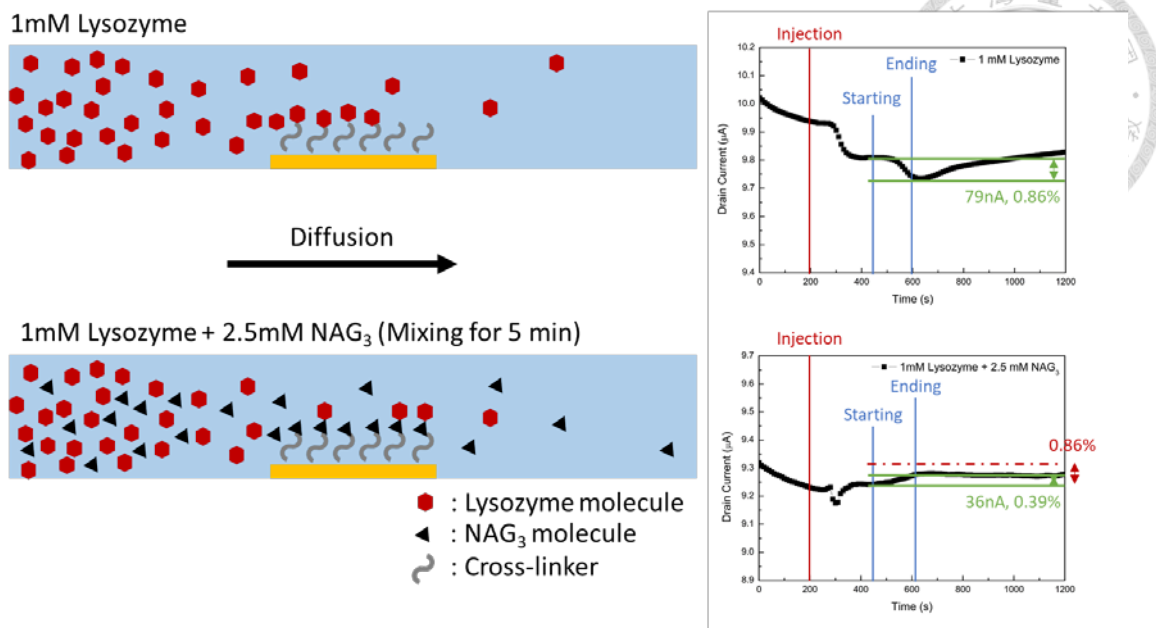 1mM Lysozyme
Diffusion
1mM Lysozyme + 2.5mM NAG₃ (Mixing for 5 min)
: Lysozyme molecule
: NAG₃ molecule
: Cross-linker
Injection
Ending
Starting
1 mM Lysozyme
10.2
10.1
10.0
9.9
9.8
9.7
9.6
9.5
9.4
Drain Current (μA)
79nA, 0.86%
0 200 400 600 800 1000 1200
Time (s)
Injection
Ending
Starting
1mM Lysozyme + 2.5 mM NAG₃
9.7
9.6
9.5
9.4
9.3
9.2
9.1
9.0
8.9
Drain Current (μA)
0.86%
36nA, 0.39%
0 200 400 600 800 1000 1200
Time (s)